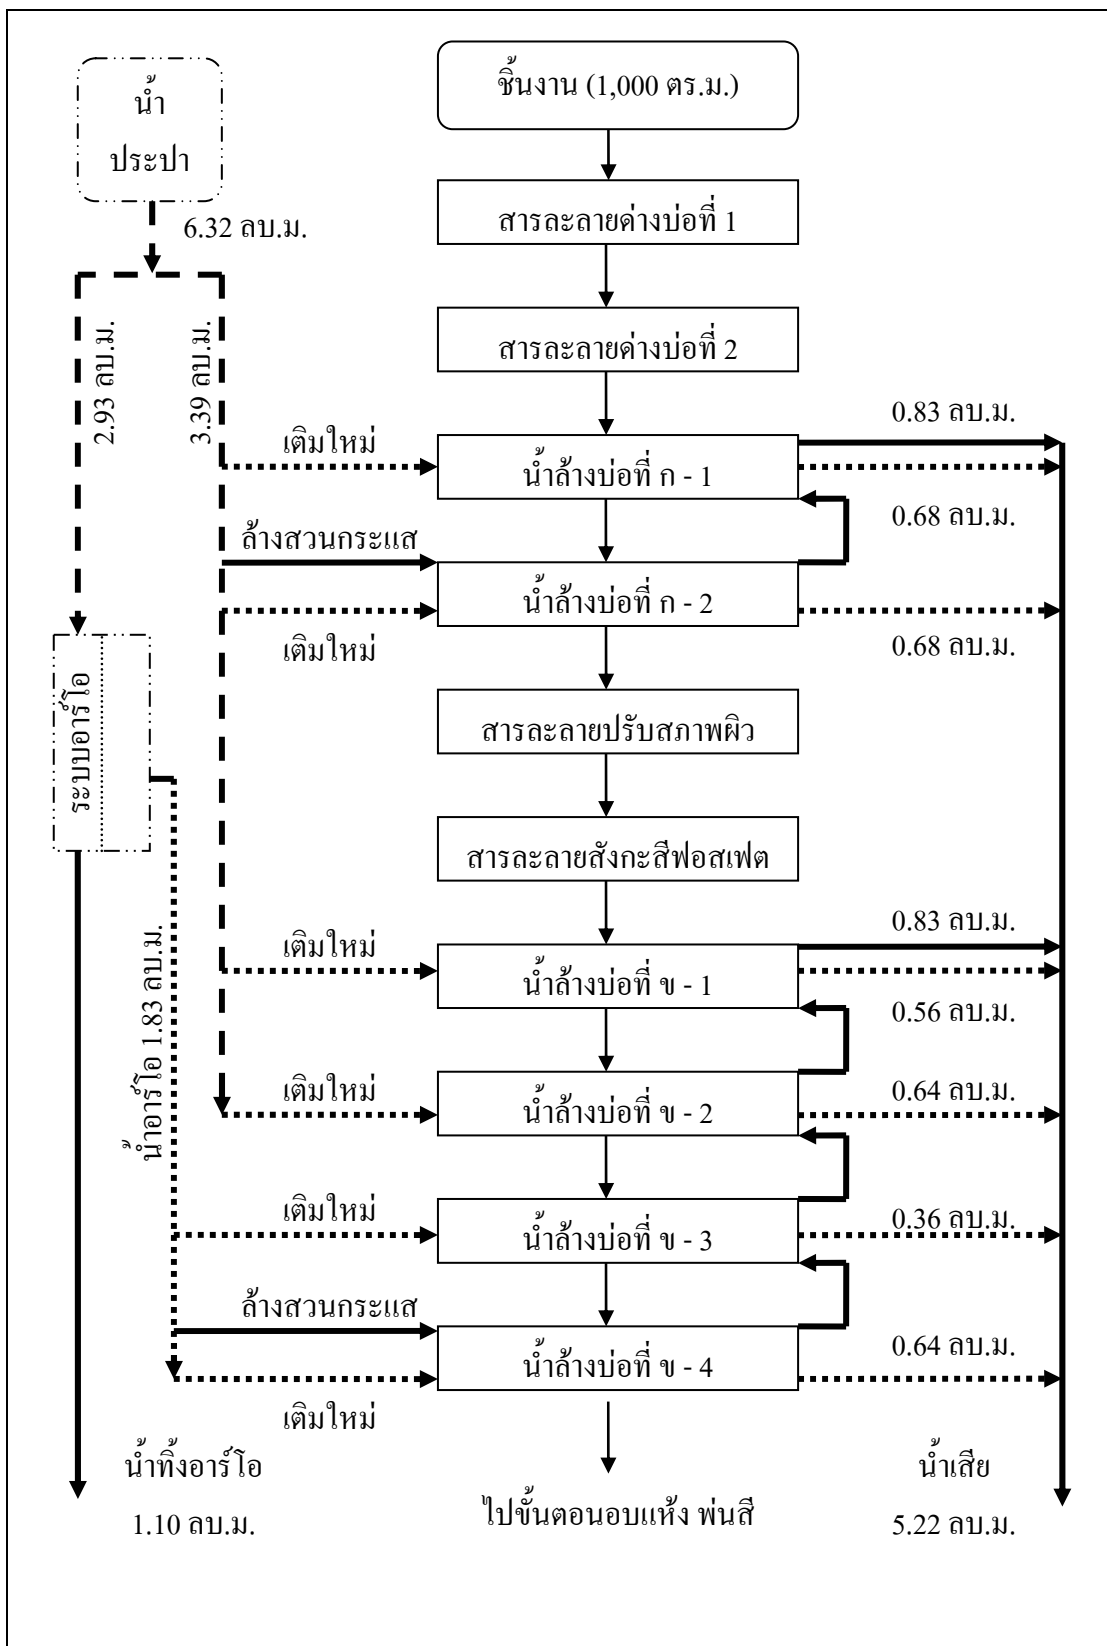 น้ำ
ประปา
6.32 ลบ.ม.
2.93 ลบ.ม.
3.39 ลบ.ม.
ชิ้นงาน (1,000 ตร.ม.)
สารละลายด่างบ่อที่ 1
สารละลายด่างบ่อที่ 2
0.83 ลบ.ม.
เติมใหม่
น้ำล้างบ่อที่ ก - 1
0.68 ลบ.ม.
ล้างสวนกระแส
น้ำล้างบ่อที่ ก - 2
เติมใหม่
0.68 ลบ.ม.
ระบบอาร์โอ
สารละลายปรับสภาพผิว
สารละลายสังกะสีฟอสเฟต
0.83 ลบ.ม.
เติมใหม่
น้ำล้างบ่อที่ ข - 1
0.56 ลบ.ม.
น้ำอาร์โอ 1.83 ลบ.ม.
เติมใหม่
น้ำล้างบ่อที่ ข - 2
0.64 ลบ.ม.
เติมใหม่
น้ำล้างบ่อที่ ข - 3
0.36 ลบ.ม.
ล้างสวนกระแส
น้ำล้างบ่อที่ ข - 4
0.64 ลบ.ม.
เติมใหม่
น้ำทิ้งอาร์โอ
1.10 ลบ.ม.
ไปขั้นตอนอบแห้ง พ่นสี
น้ำเสีย
5.22 ลบ.ม.